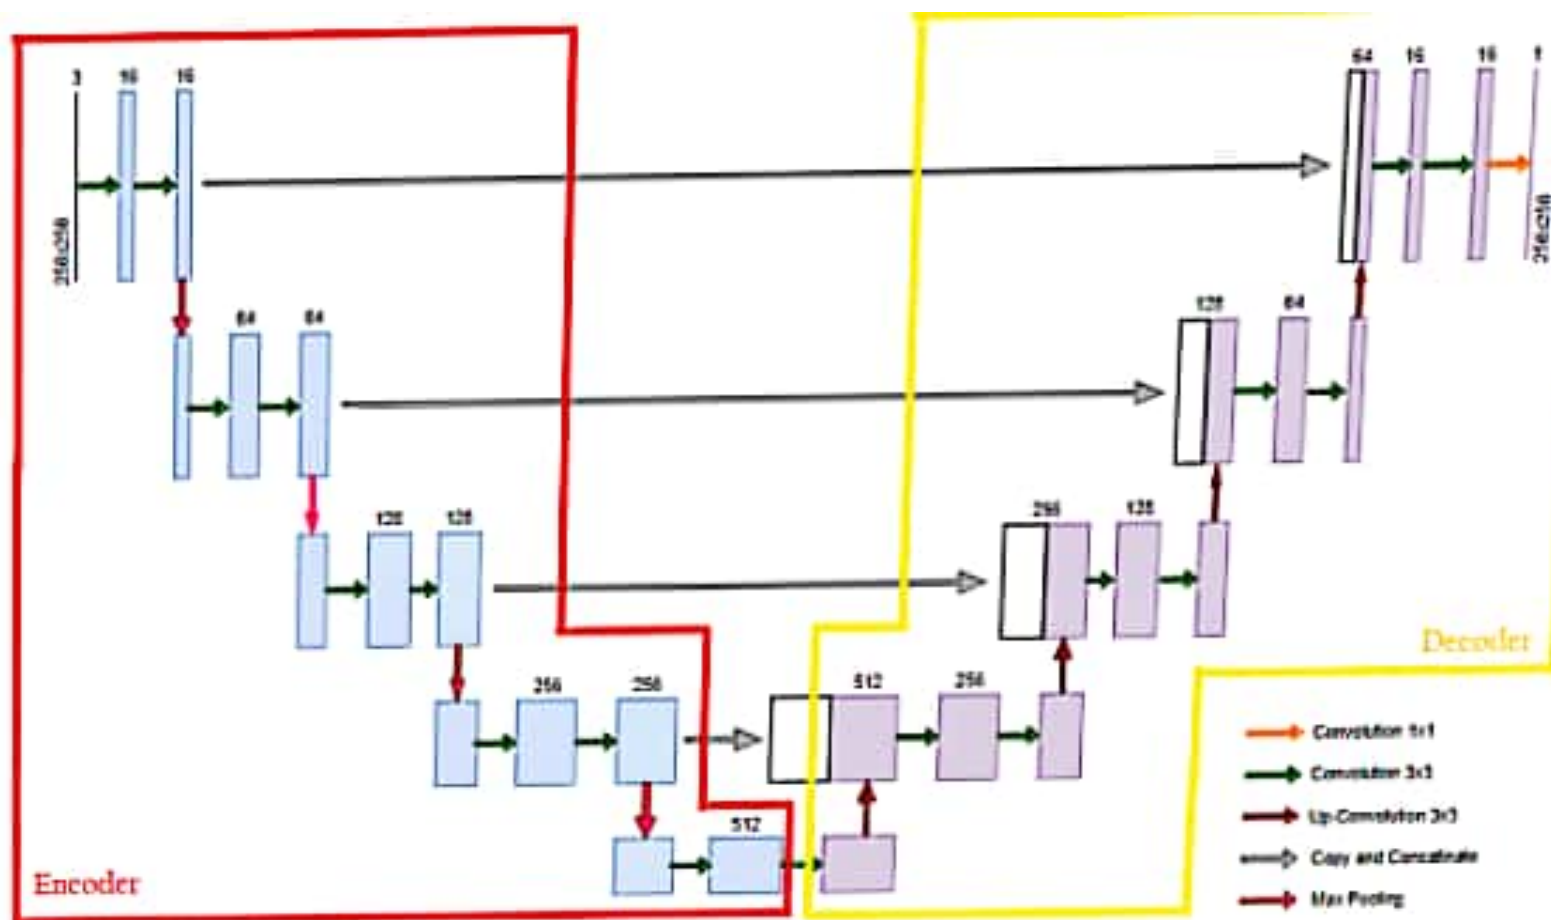 3 16 16
256x256
64 64
128 128
256 256
512
Encoder
64 16 16 1
256x256
128 64
256 128
512 256
Decoder
Convolution 1x1
Convolution 3x3
Up-Convolution 3x3
Copy and Concatinate
Max Pooling